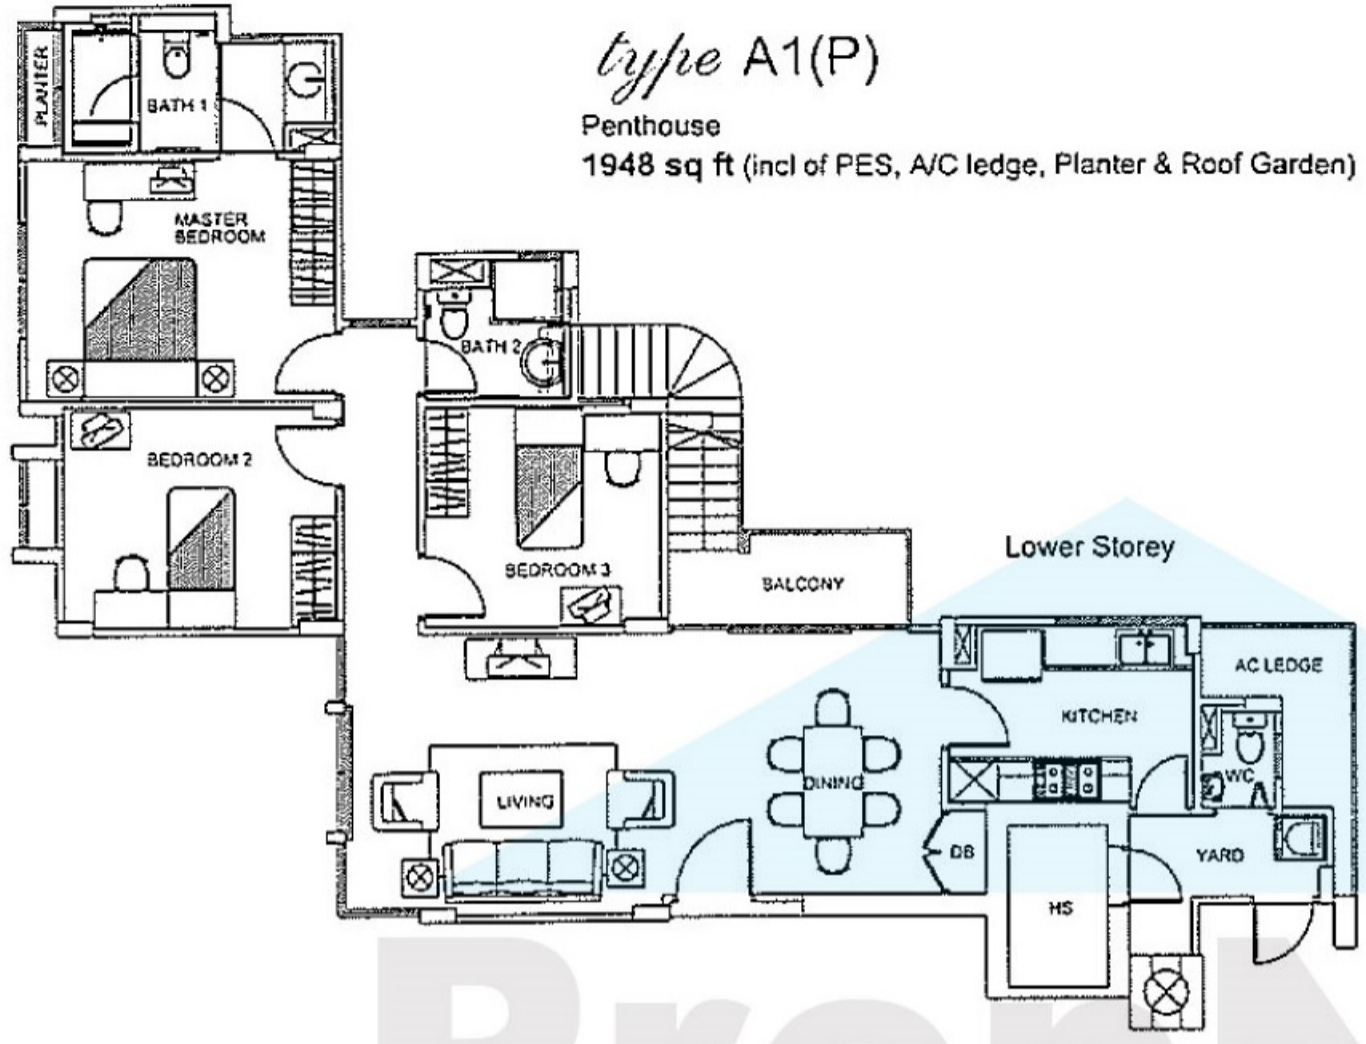 type A1(P)
Penthouse
1948 sq ft (incl of PES, A/C ledge, Planter & Roof Garden)
PLANTER
BATH 1
MASTER
BEDROOM
BATH 2
BEDROOM 2
BEDROOM 3
BALCONY
Lower Storey
AC LEDGE
KITCHEN
WC
LIVING
DINING
DB
YARD
HS